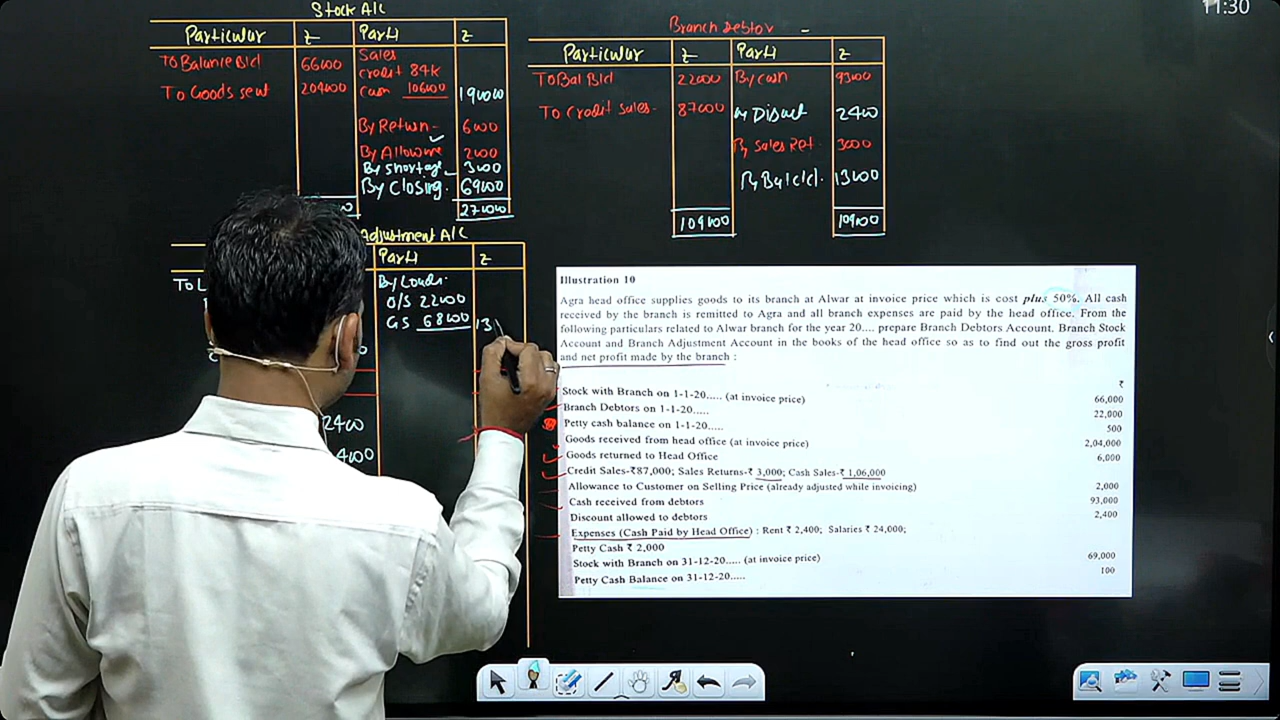 11:30
Stock A/c
Particular ₹ Parti ₹
To Balance B/d 66000 Sales
credit 84k
To Goods sent 204000 Cash 106000 190000
By Return 6000
By Allowme 2000
By shortage 3000
By Closing. 69000
27000
Branch Debtor
Particular ₹ Parti ₹
To Bal B/d 22000 By cash 93000
To Credit sales 87000 By Disct 2400
By Sales Ret. 3000
By Bal c/d. 13000
109000 109000
Adjustment A/C
Parti ₹
To L By Loadi
O/S 22000
GS 68000 13
2400
Illustration 10
Agra head office supplies goods to its branch at Alwar at invoice price which is cost plus 50%. All cash
received by the branch is remitted to Agra and all branch expenses are paid by the head office. From the
following particulars related to Alwar branch for the year 20.... prepare Branch Debtors Account, Branch Stock
Account and Branch Adjustment Account in the books of the head office so as to find out the gross profit
and net profit made by the branch :
₹
Stock with Branch on 1-1-20..... (at invoice price) 66,000
Branch Debtors on 1-1-20..... 22,000
Petty cash balance on 1-1-20..... 500
Goods received from head office (at invoice price) 2,04,000
Goods returned to Head Office 6,000
Credit Sales-₹87,000; Sales Returns-₹ 3,000; Cash Sales-₹ 1,06,000
Allowance to Customer on Selling Price (already adjusted while invoicing) 2,000
Cash received from debtors 93,000
Discount allowed to debtors 2,400
Expenses (Cash Paid by Head Office) : Rent ₹ 2,400; Salaries ₹ 24,000;
Petty Cash ₹ 2,000
Stock with Branch on 31-12-20..... (at invoice price) 69,000
Petty Cash Balance on 31-12-20..... 100